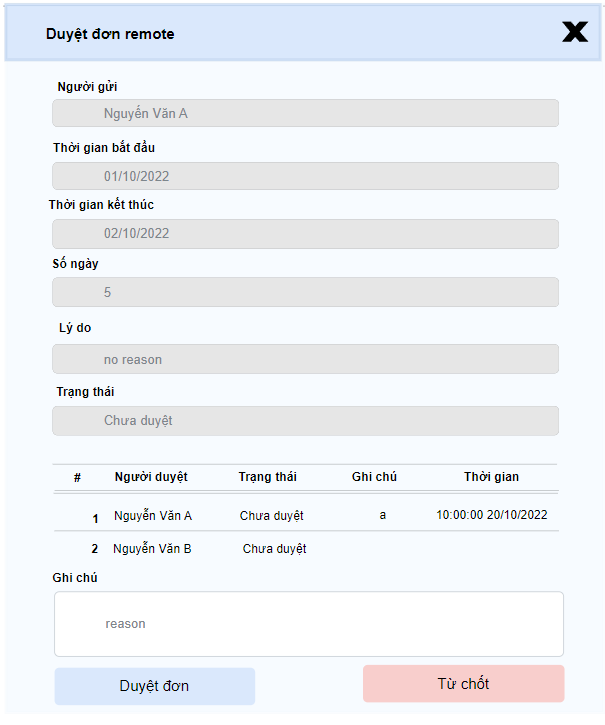 Duyệt đơn remote X
Người gửi
Nguyễn Văn A
Thời gian bắt đầu
01/10/2022
Thời gian kết thúc
02/10/2022
Số ngày
5
Lý do
no reason
Trạng thái
Chưa duyệt
# Người duyệt Trạng thái Ghi chú Thời gian
1 Nguyễn Văn A Chưa duyệt a 10:00:00 20/10/2022
2 Nguyễn Văn B Chưa duyệt
Ghi chú
reason
Duyệt đơn Từ chốt